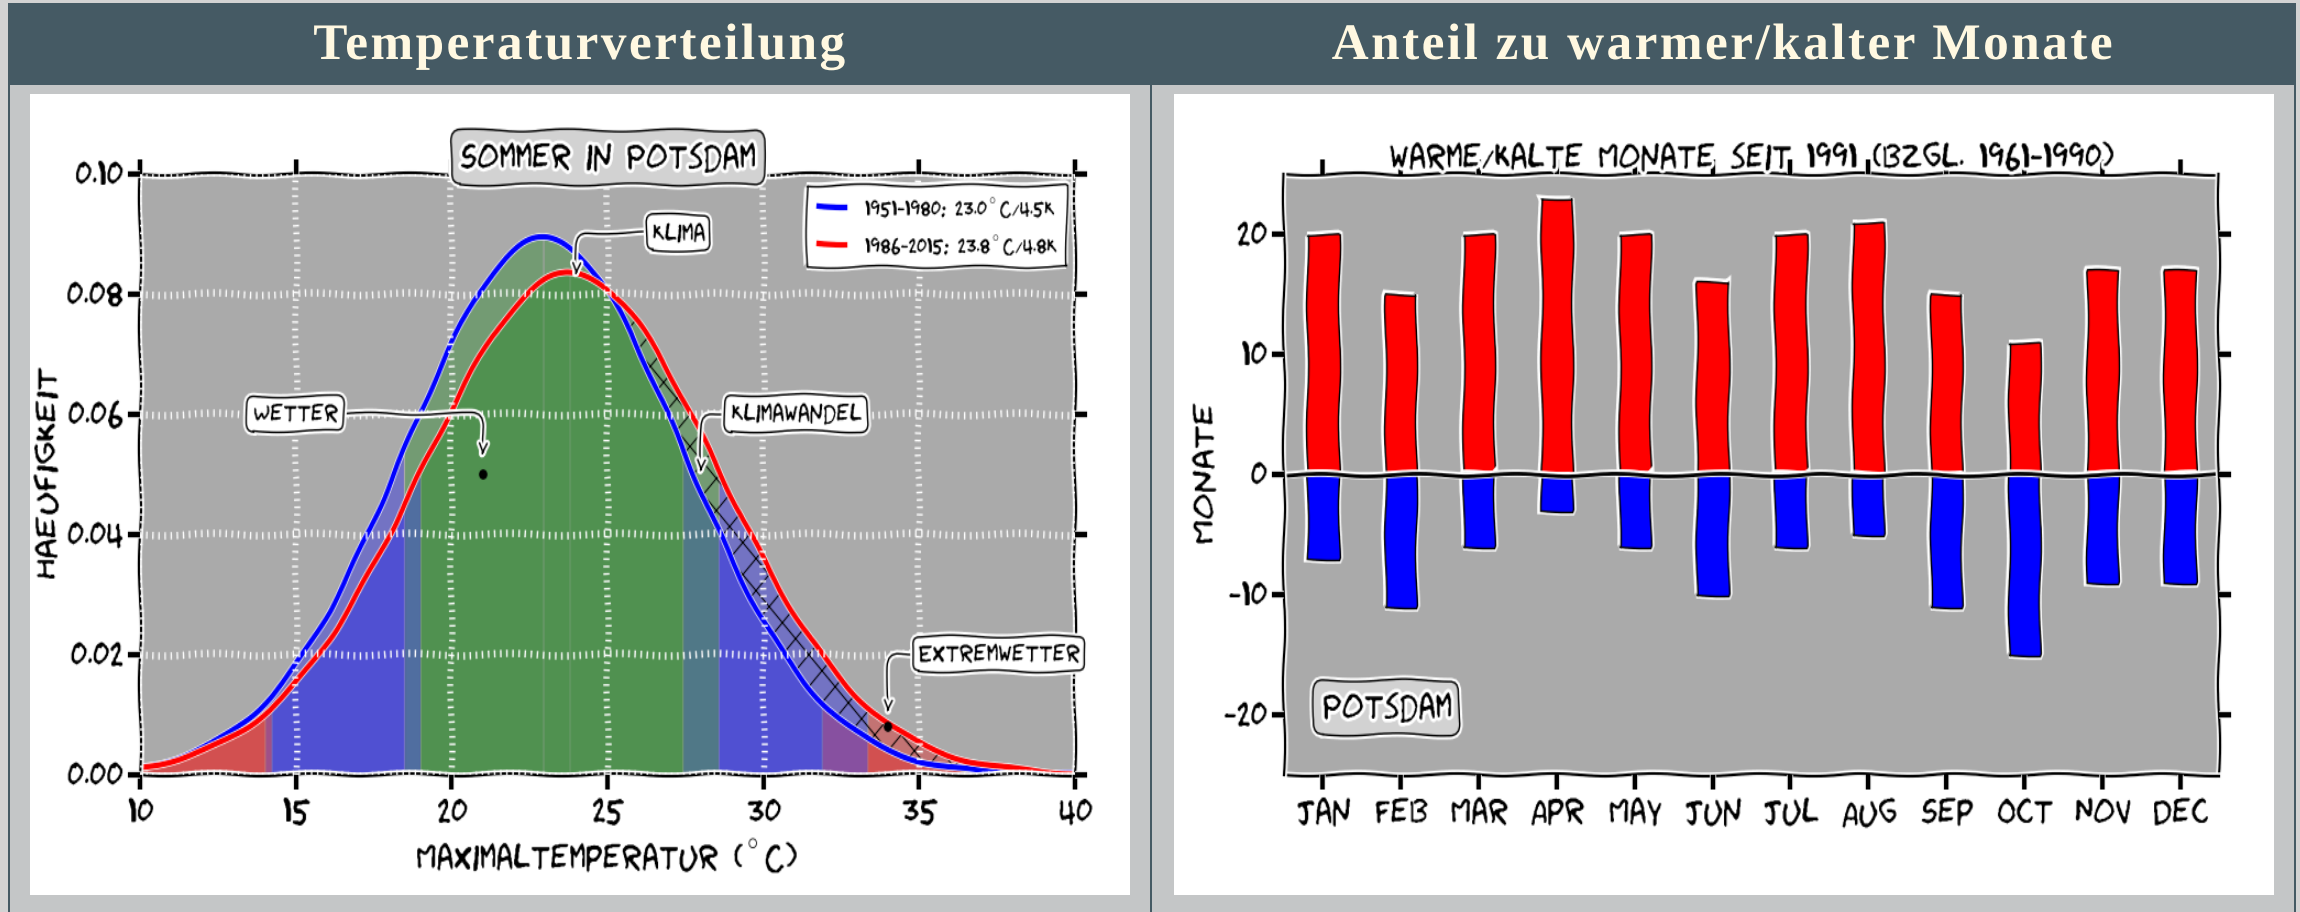 Temperaturverteilung
Anteil zu warmer/kalter Monate
SOMMER IN POTSDAM
1951-1980: 23.0°C/4.5K
1986-2015: 23.8°C/4.8K
KLIMA
WETTER
KLIMAWANDEL
EXTREMWETTER
HAEUFIGKEIT
0.10
0.08
0.06
0.04
0.02
0.00
10 15 20 25 30 35 40
MAXIMALTEMPERATUR (°C)
WARME/KALTE MONATE SEIT 1991 (BZGL. 1961-1990)
MONATE
20
10
0
-10
-20
POTSDAM
JAN FEB MAR APR MAY JUN JUL AUG SEP OCT NOV DEC